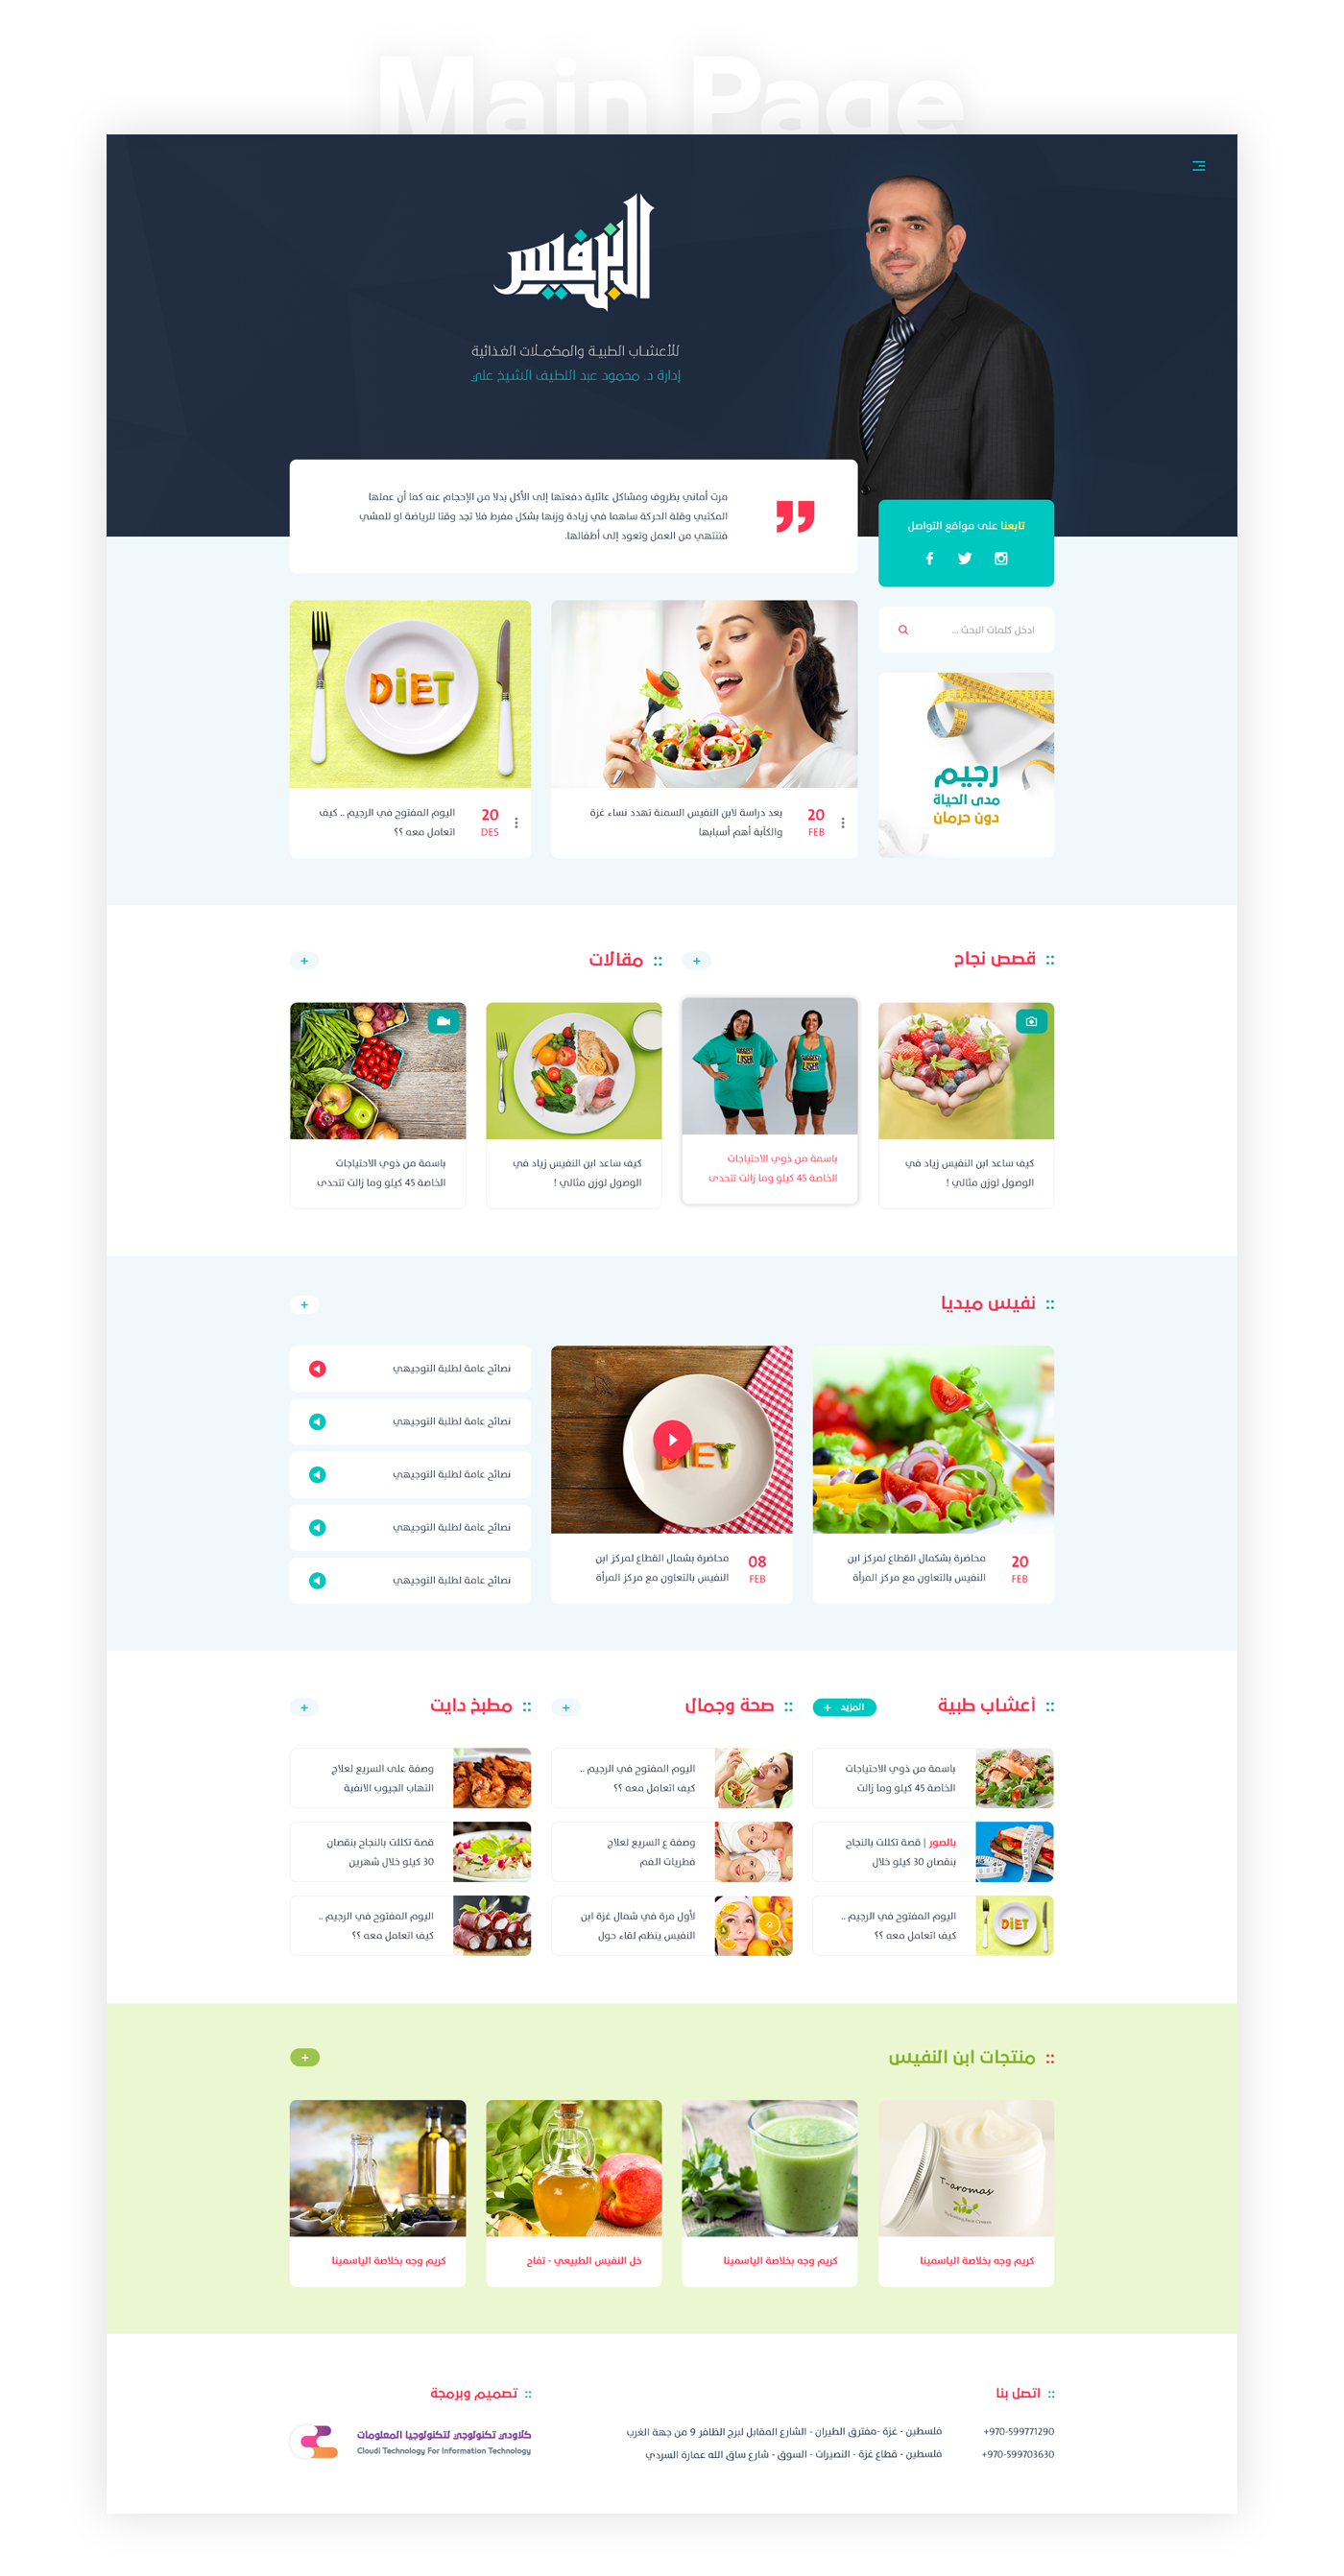 Main Page
ابن النفيس
للأعشاب الطبية والمكملات الغذائية
إدارة د. محمود عبد اللطيف الشيخ علي
مرت أماني بظروف ومشاكل عائلية دفعتها إلى الأكل بدلا من الإحجام عنه كما أن عملها
المكتبي وقلة الحركة ساهما في زيادة وزنها بشكل مفرط فلا تجد وقتا للرياضة او للمشي
فتنتهي من العمل وتعود إلى أطفالها.
تابعنا على مواقع التواصل
ادخل كلمات البحث ...
رجيم
مدى الحياة
دون حرمان
20
FEB
بعد دراسة لابن النفيس السمنة تهدد نساء غزة
والكآبة أهم أسبابها
DiET
20
DES
اليوم المفتوح في الرجيم .. كيف
اتعامل معه ؟؟
:: قصص نجاح
+
كيف ساعد ابن النفيس زياد في
الوصول لوزن مثالي !
BIGGEST
LOSER
BIGGEST
LOSER
باسمة من ذوي الاحتياجات
الخاصة 45 كيلو وما زالت تتحدى
:: مقالات
+
كيف ساعد ابن النفيس زياد في
الوصول لوزن مثالي !
باسمة من ذوي الاحتياجات
الخاصة 45 كيلو وما زالت تتحدى
:: نفيس ميديا
+
20
FEB
محاضرة بشكمال القطاع لمركز ابن
النفيس بالتعاون مع مركز المرأة
DIET
08
FEB
محاضرة بشمال القطاع لمركز ابن
النفيس بالتعاون مع مركز المرأة
نصائح عامة لطلبة التوجيهي
نصائح عامة لطلبة التوجيهي
نصائح عامة لطلبة التوجيهي
نصائح عامة لطلبة التوجيهي
نصائح عامة لطلبة التوجيهي
:: أعشاب طبية
المزيد +
باسمة من ذوي الاحتياجات
الخاصة 45 كيلو وما زالت
بالصور | قصة تكللت بالنجاح
بنقصان 30 كيلو خلال
DiET
اليوم المفتوح في الرجيم ..
كيف اتعامل معه ؟؟
:: صحة وجمال
+
اليوم المفتوح في الرجيم ..
كيف اتعامل معه ؟؟
وصفة ع السريع لعلاج
فطريات الفم
لأول مرة في شمال غزة ابن
النفيس ينظم لقاء حول
:: مطبخ دايت
+
وصفة على السريع لعلاج
التهاب الجيوب الانفية
قصة تكللت بالنجاح بنقصان
30 كيلو خلال شهرين
اليوم المفتوح في الرجيم ..
كيف اتعامل معه ؟؟
:: منتجات ابن النفيس
+
T-aromas
كريم وجه بخلاصة الياسمينا
كريم وجه بخلاصة الياسمينا
خل النفيس الطبيعي - تفاح
كريم وجه بخلاصة الياسمينا
:: اتصل بنا
+970-599771290
فلسطين - غزة -مفترق الطيران - الشارع المقابل لبرج الظافر 9 من جهة الغرب
+970-599703630
فلسطين - قطاع غزة - النصيرات - السوق - شارع ساق الله عمارة السردي
:: تصميم وبرمجة
كلاودي تكنولوجي لتكنولوجيا المعلومات
Cloudi Technology For Information Technology